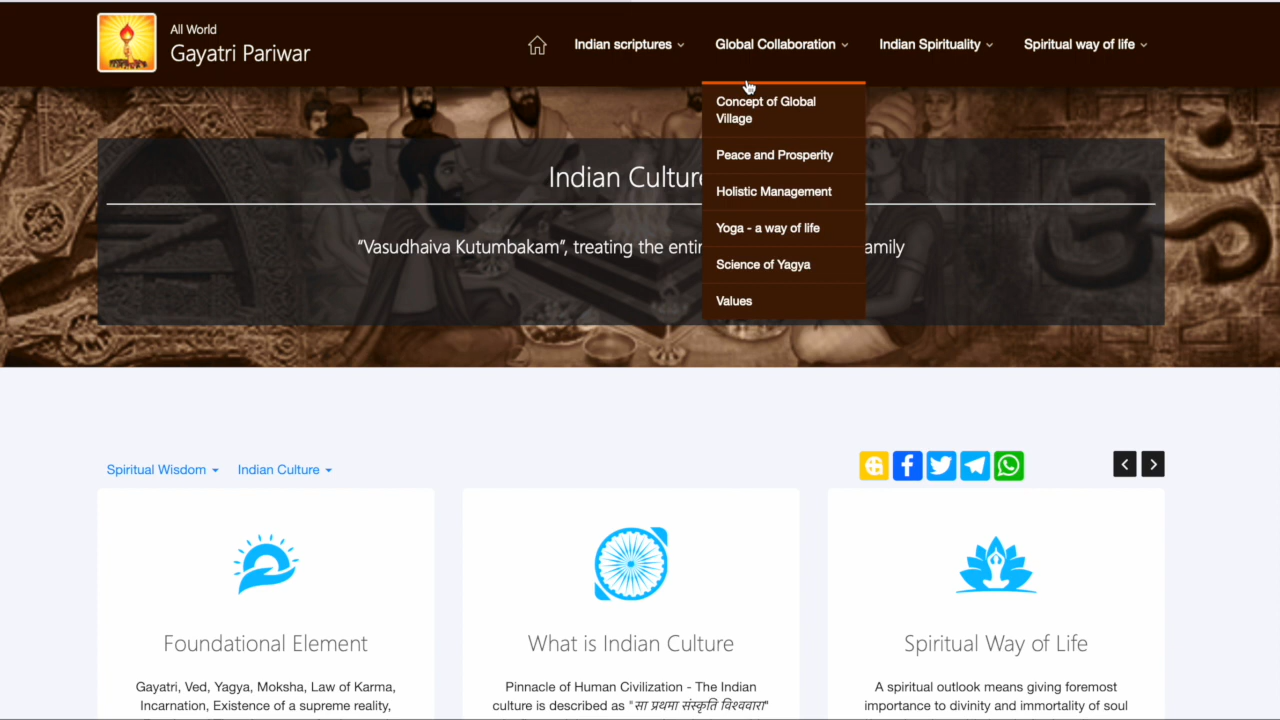 All World
Gayatri Pariwar
Indian scriptures
Global Collaboration
Indian Spirituality
Spiritual way of life
Concept of Global
Village
Peace and Prosperity
Holistic Management
Yoga - a way of life
Science of Yagya
Values
Indian Culture
“Vasudhaiva Kutumbakam”, treating the
Spiritual Wisdom
Indian Culture
Foundational Element
Gayatri, Ved, Yagya, Moksha, Law of Karma,
Incarnation, Existence of a supreme reality,
What is Indian Culture
Pinnacle of Human Civilization - The Indian
culture is described as "सा प्रथमा संस्कृति विश्ववारा"
Spiritual Way of Life
A spiritual outlook means giving foremost
importance to divinity and immortality of soul